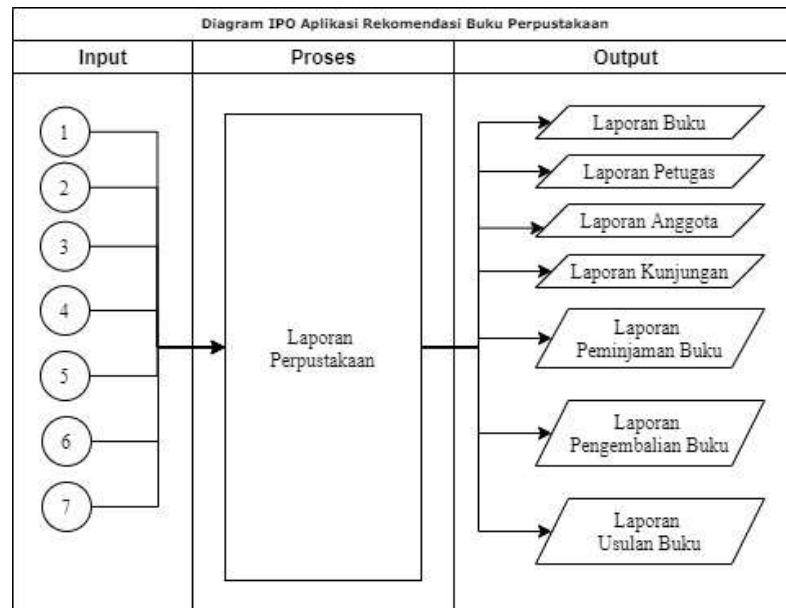 Diagram IPO Aplikasi Rekomendasi Buku Perpustakaan
Input
Proses
Output
1
2
3
4
5
6
7
Laporan
Perpustakaan
Laporan Buku
Laporan Petugas
Laporan Anggota
Laporan Kunjungan
Laporan
Peminjaman Buku
Laporan
Pengembalian Buku
Laporan
Usulan Buku